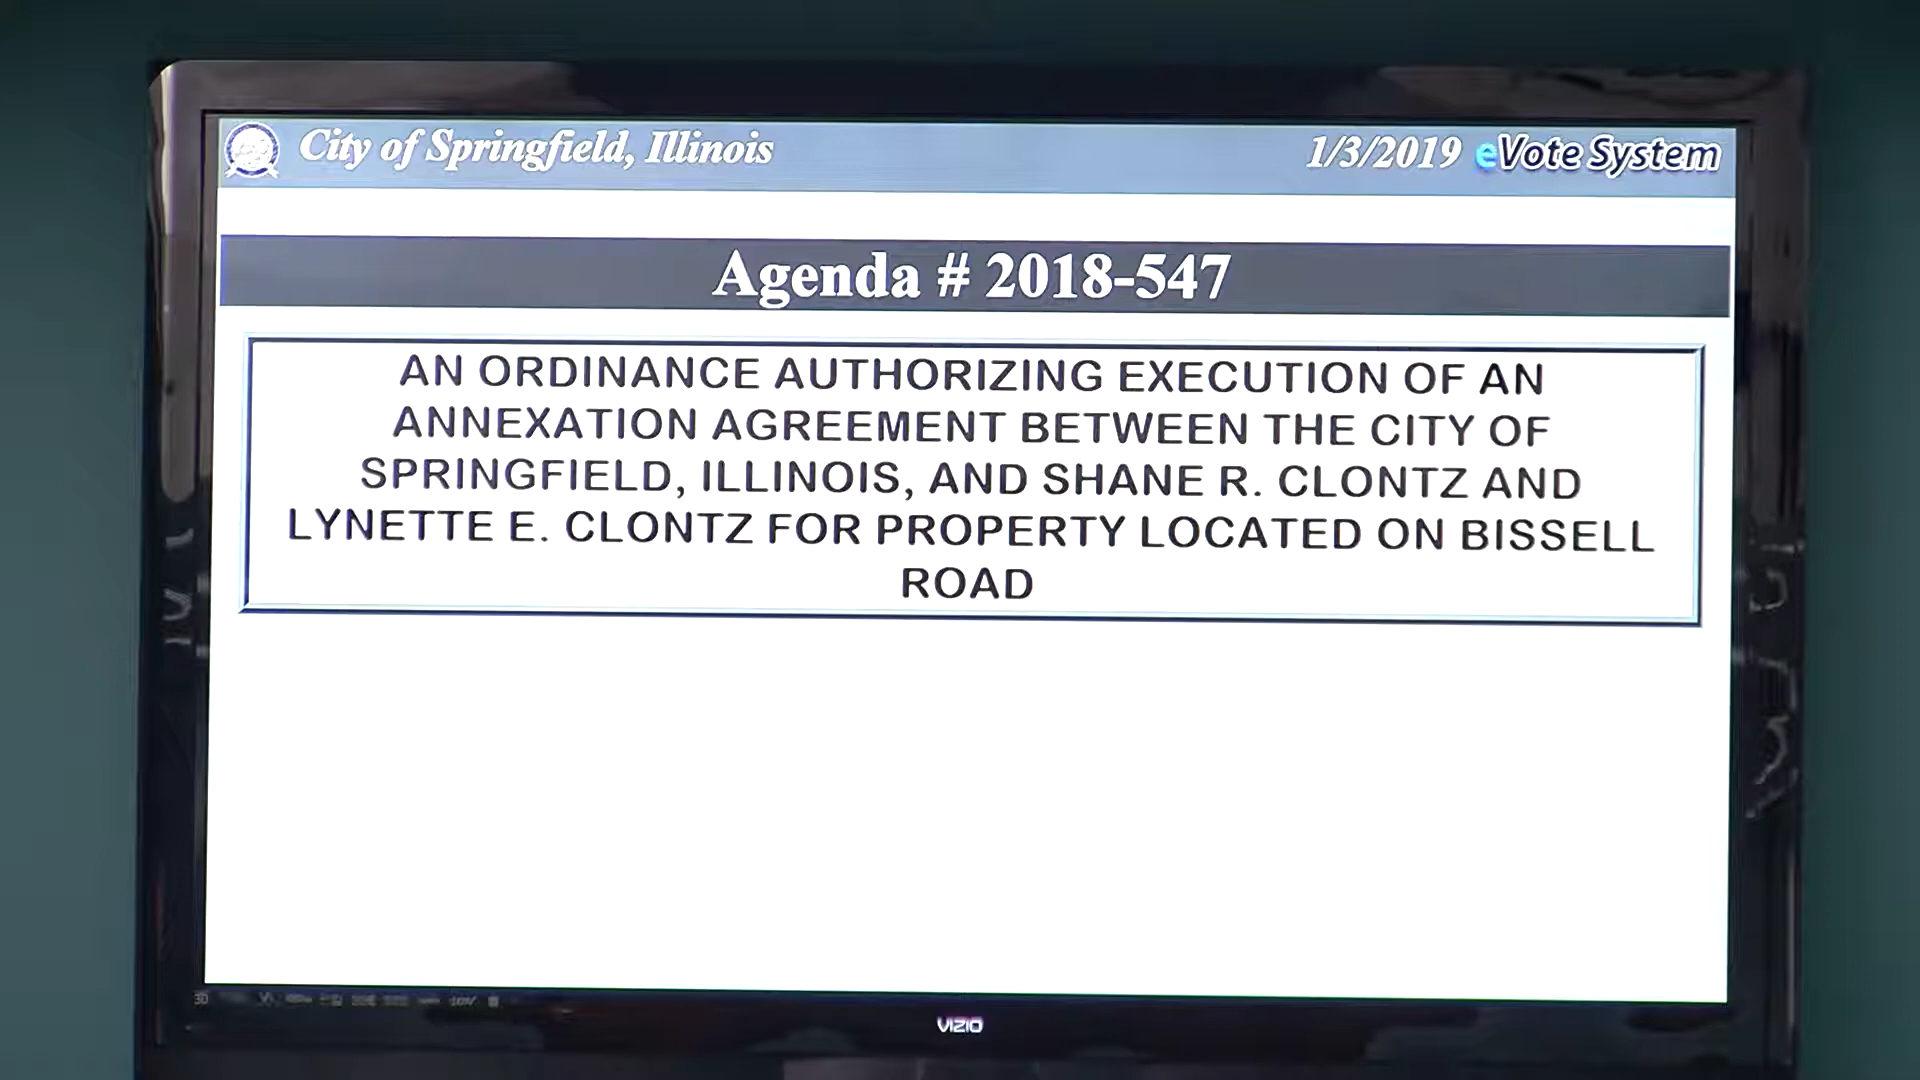 City of Springfield, Illinois
1/3/2019 eVote System
Agenda # 2018-547
AN ORDINANCE AUTHORIZING EXECUTION OF AN
ANNEXATION AGREEMENT BETWEEN THE CITY OF
SPRINGFIELD, ILLINOIS, AND SHANE R. CLONTZ AND
LYNETTE E. CLONTZ FOR PROPERTY LOCATED ON BISSELL
ROAD
VIZIO